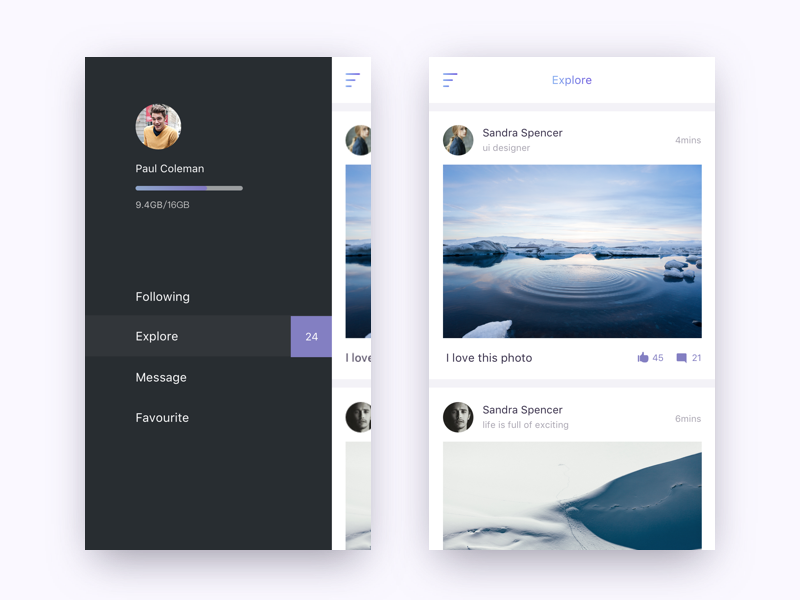 Paul Coleman
9.4GB/16GB
Following
Explore
24
Message
Favourite
I love
Explore
Sandra Spencer
ui designer
4mins
I love this photo
45
21
Sandra Spencer
life is full of exciting
6mins